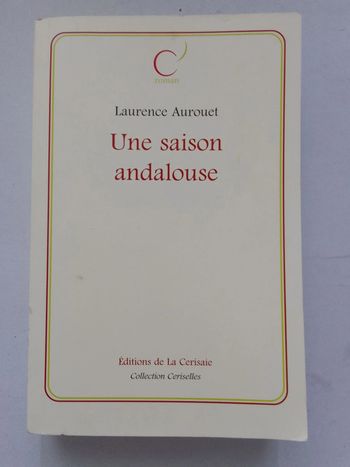 C
roman
Laurence Aurouet
Une saison
andalouse
Éditions de La Cerisaie
Collection Ceriselles